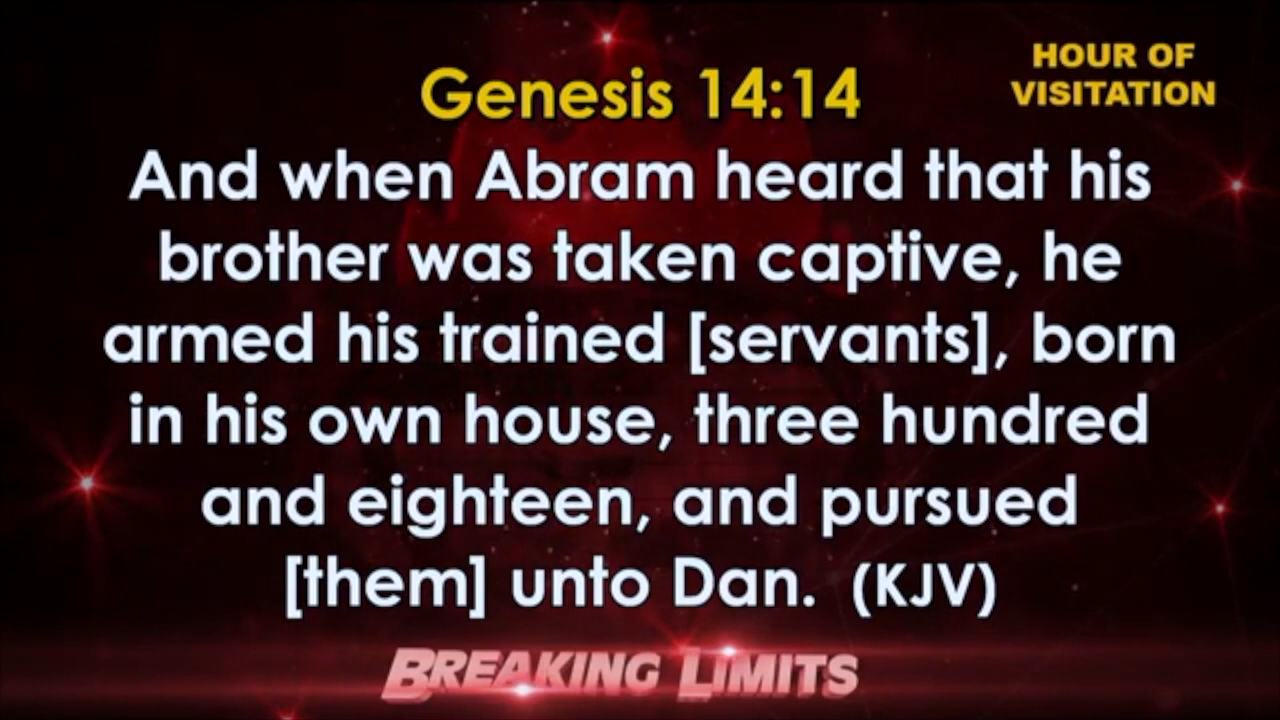 HOUR OF
VISITATION
Genesis 14:14
And when Abram heard that his
brother was taken captive, he
armed his trained [servants], born
in his own house, three hundred
and eighteen, and pursued
[them] unto Dan. (KJV)
BREAKING LIMITS